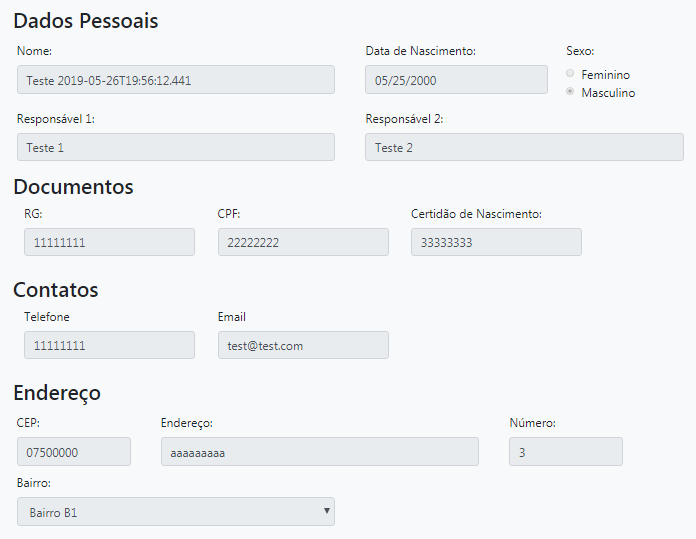 Dados Pessoais
Nome: Data de Nascimento: Sexo:
Teste 2019-05-26T19:56:12.441 05/25/2000 Feminino
Masculino
Responsável 1: Responsável 2:
Teste 1 Teste 2
Documentos
RG: CPF: Certidão de Nascimento:
11111111 22222222 33333333
Contatos
Telefone Email
11111111 test@test.com
Endereço
CEP: Endereço: Número:
07500000 aaaaaaaaa 3
Bairro:
Bairro B1